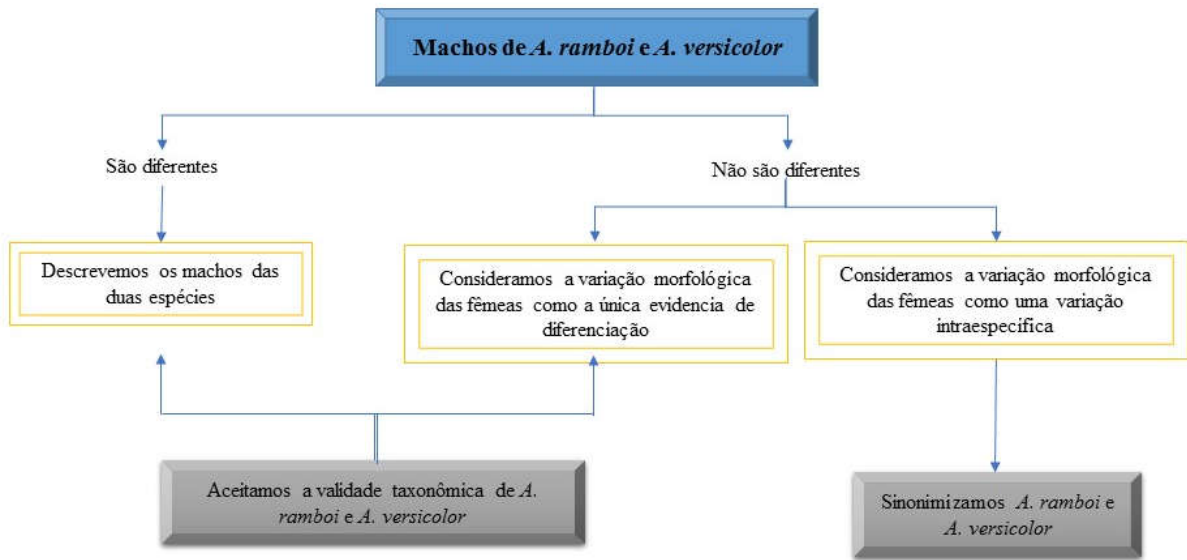 Machos de A. ramboi e A. versicolor
São diferentes
Não são diferentes
Descrevemos os machos das
duas espécies
Consideramos a variação morfológica
das fêmeas como a única evidencia de
diferenciação
Consideramos a variação morfológica
das fêmeas como uma variação
intraespecifica
Aceitamos a validade taxonômica de A.
ramboi e A. versicolor
Sinonimizamos A. ramboi e
A. versicolor